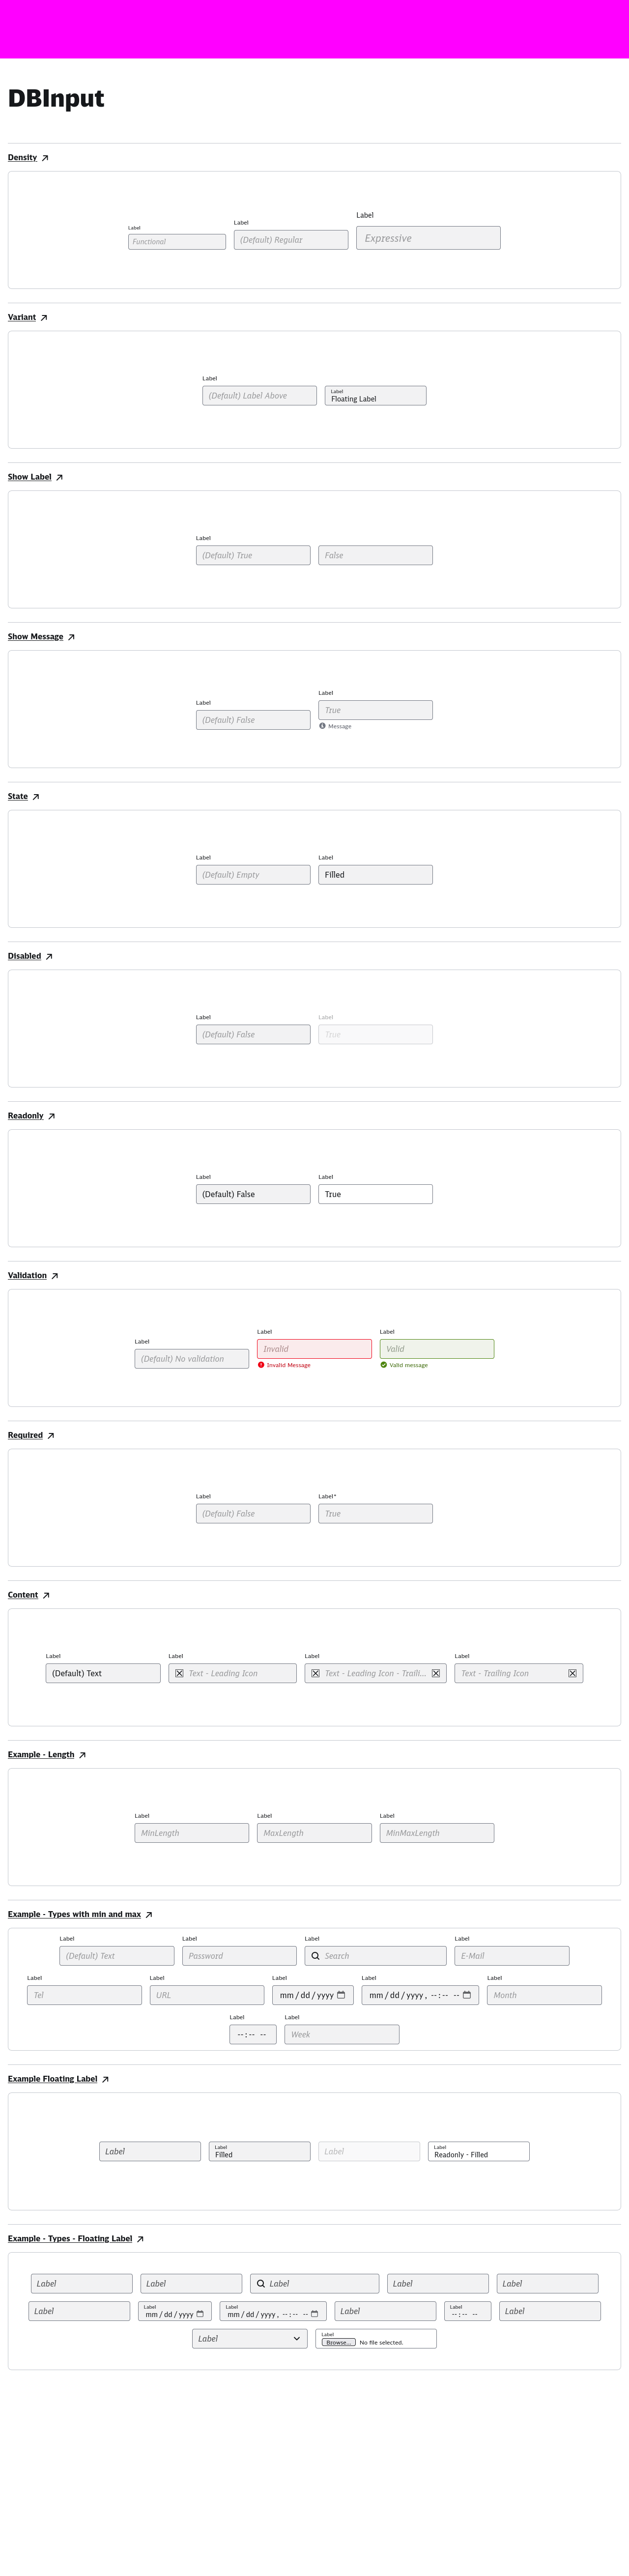 DBInput
Density
Label Label Label
Functional (Default) Regular Expressive
Variant
Label Label
(Default) Label Above Floating Label
Show Label
Label
(Default) True False
Show Message
Label Label
(Default) False True
Message
State
Label Label
(Default) Empty Filled
Disabled
Label Label
(Default) False True
Readonly
Label Label
(Default) False True
Validation
Label Label Label
(Default) No validation Invalid Valid
Invalid Message Valid message
Required
Label Label*
(Default) False True
Content
Label Label Label Label
(Default) Text Text - Leading Icon Text - Leading Icon - Traili... Text - Trailing Icon
Example - Length
Label Label Label
MinLength MaxLength MinMaxLength
Example - Types with min and max
Label Label Label Label
(Default) Text Password Search E-Mail
Label Label Label Label Label
Tel URL mm/dd/yyyy mm/dd/yyyy, --:-- -- Month
Label Label
--:-- -- Week
Example Floating Label
Label Label Label Label
Filled Readonly - Filled
Example - Types - Floating Label
Label Label Label Label Label
Label Label Label Label Label Label
mm/dd/yyyy mm/dd/yyyy, --:-- -- --:-- --
Label Label
Browse... No file selected.